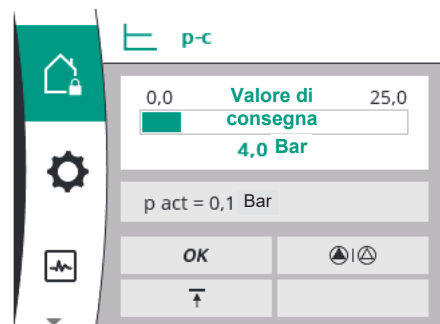 p-c
0,0 Valore di 25,0
consegna
4,0 Bar
p act = 0,1 Bar
OK